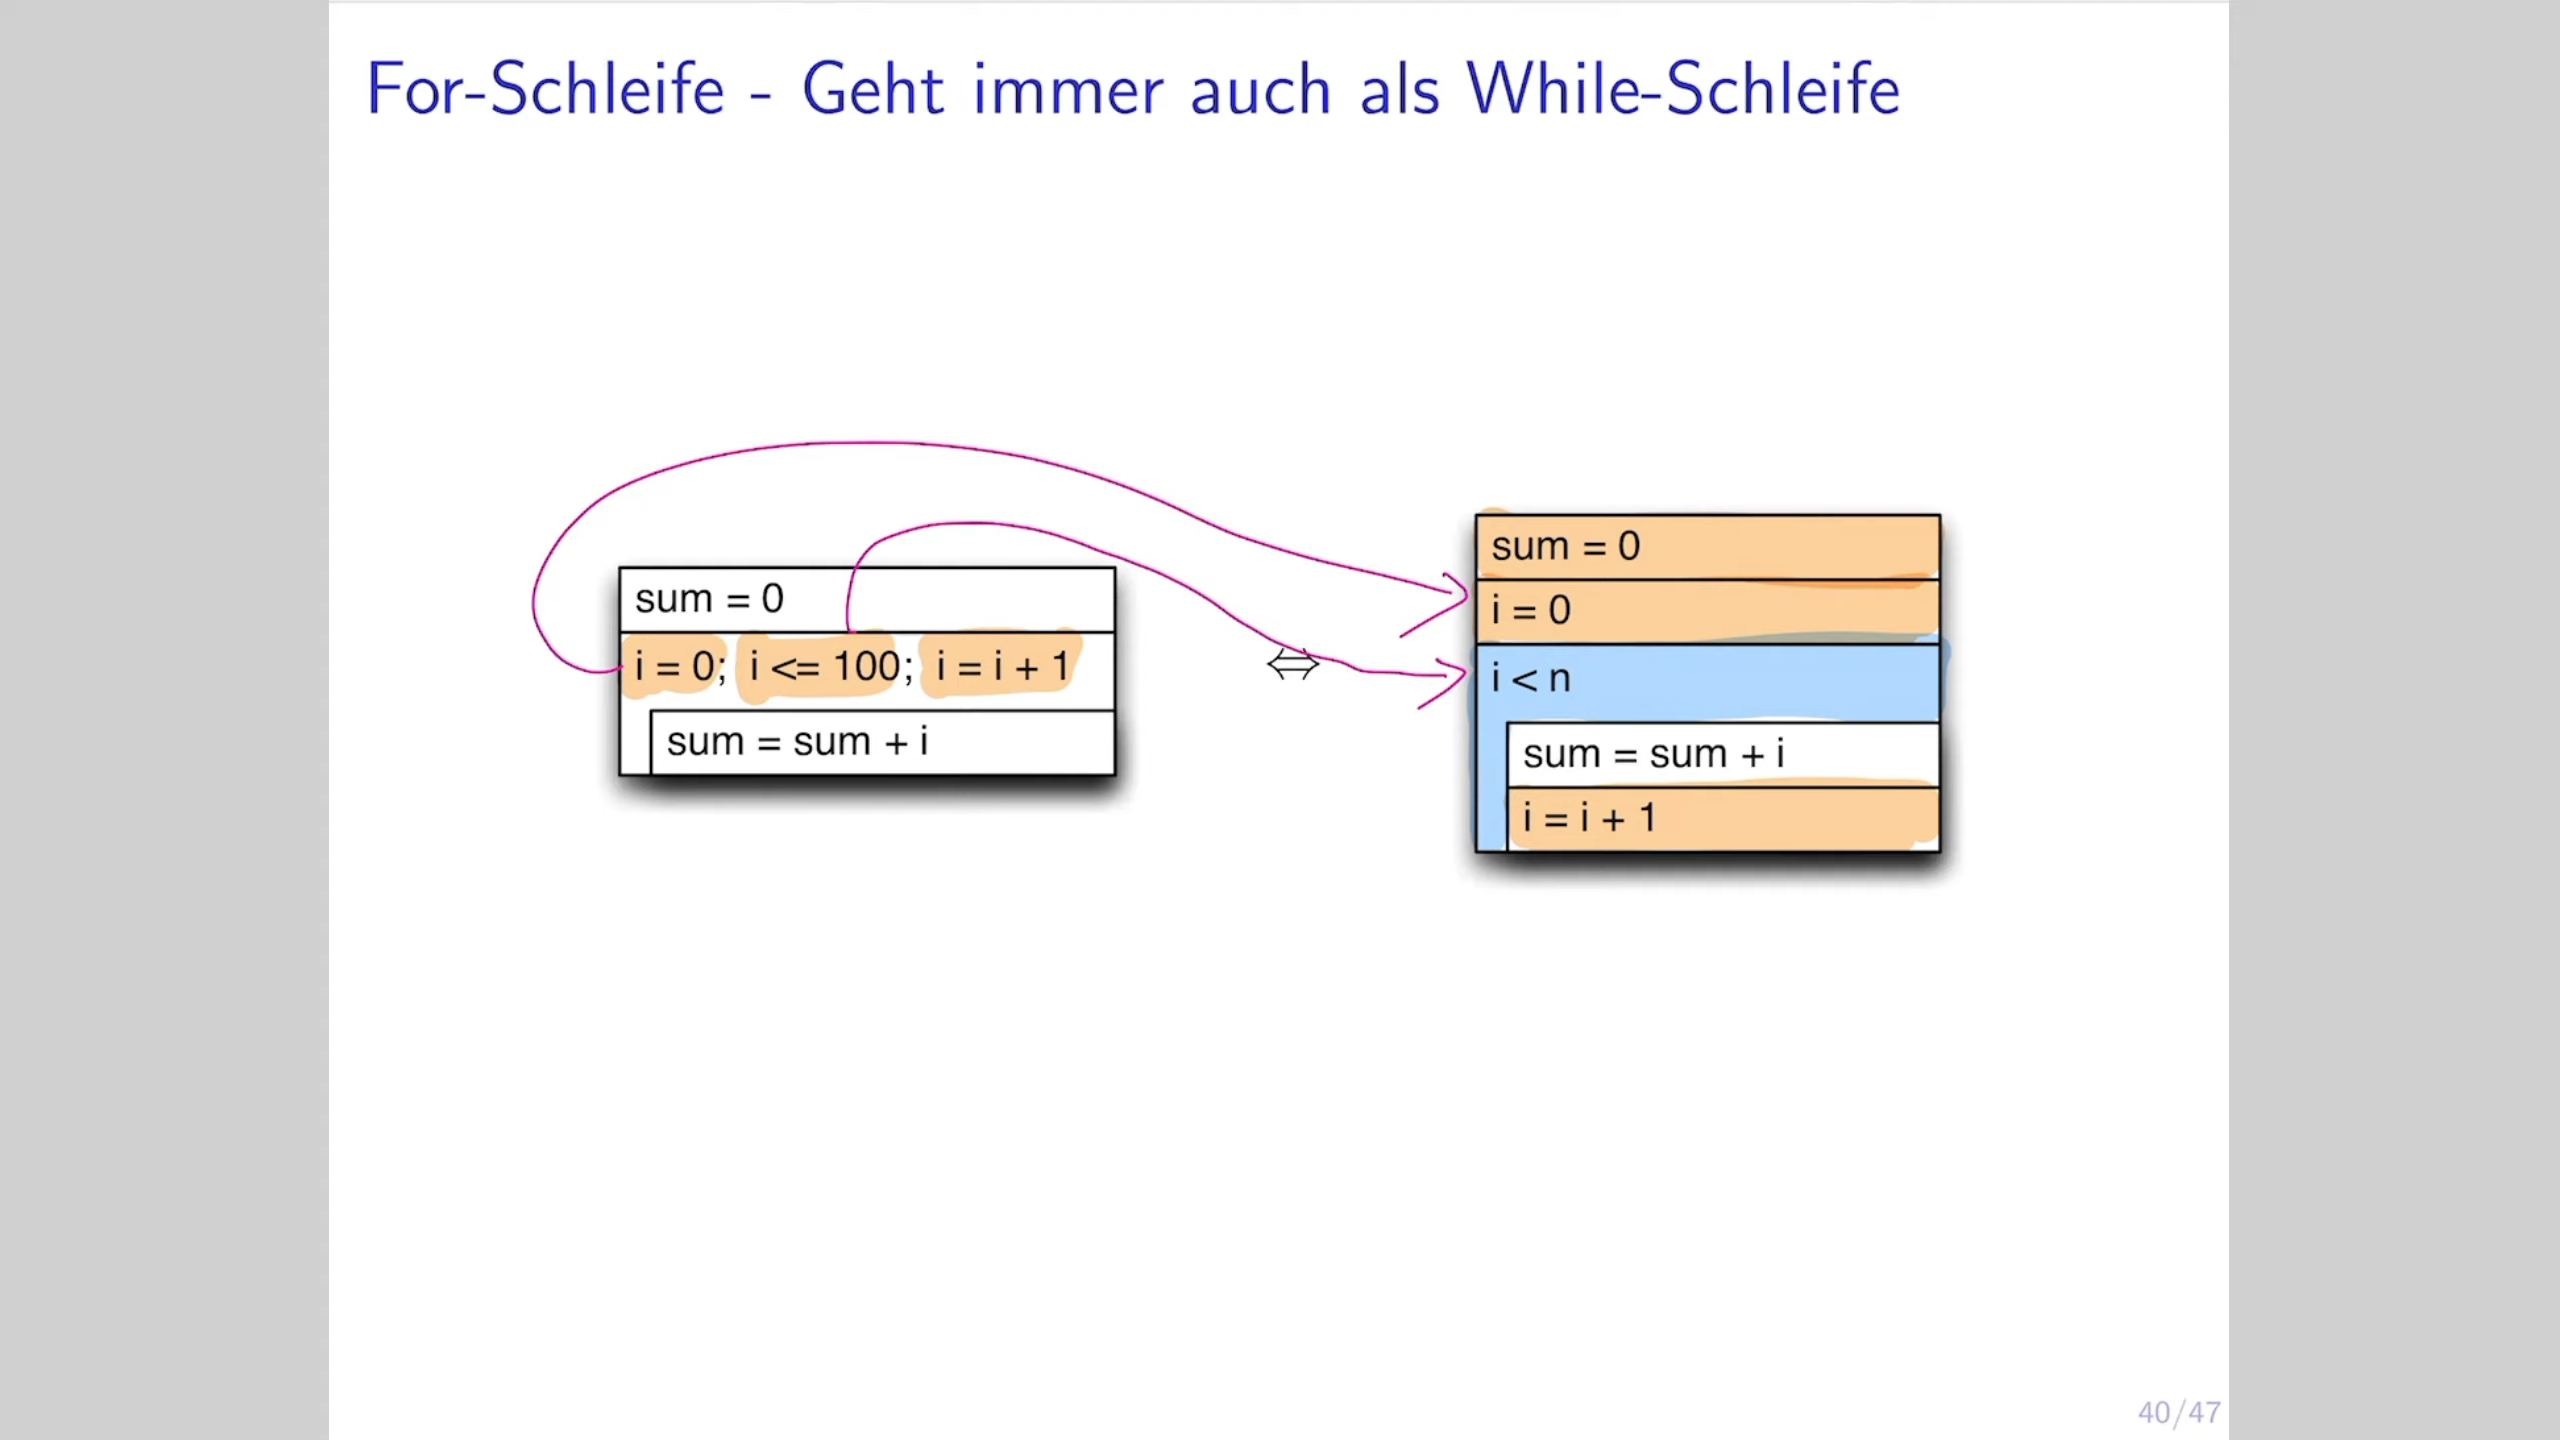 For-Schleife - Geht immer auch als While-Schleife
sum = 0
i = 0; i <= 100; i = i + 1
sum = sum + i
⇔
sum = 0
i = 0
i < n
sum = sum + i
i = i + 1
40/47